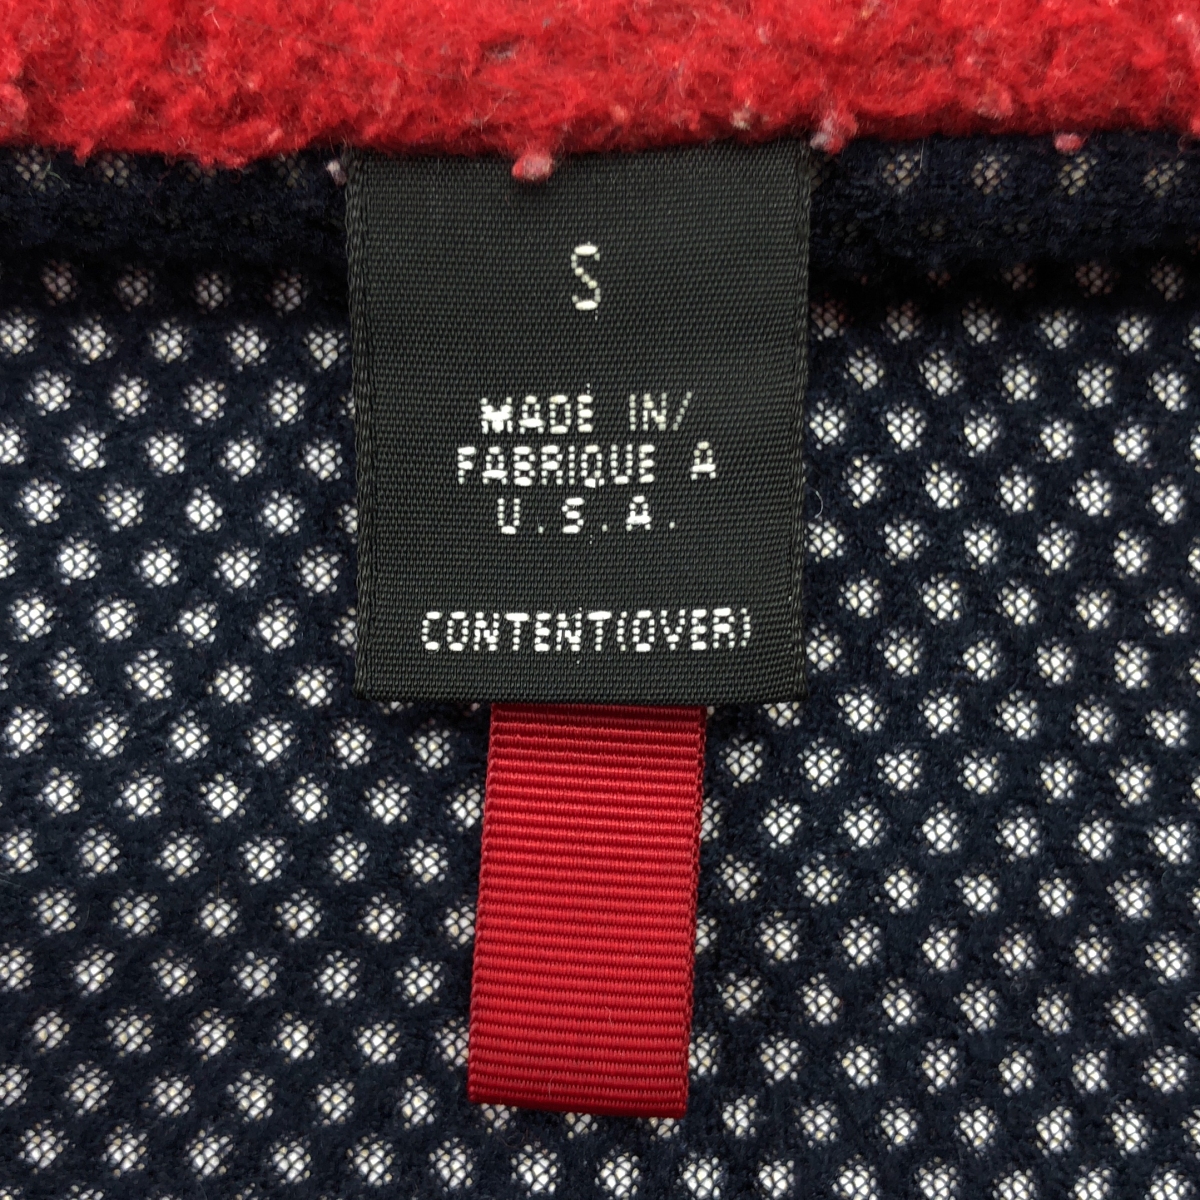 S
MADE IN/
FABRIQUE A
U.S.A.
CONTENT(OVER)